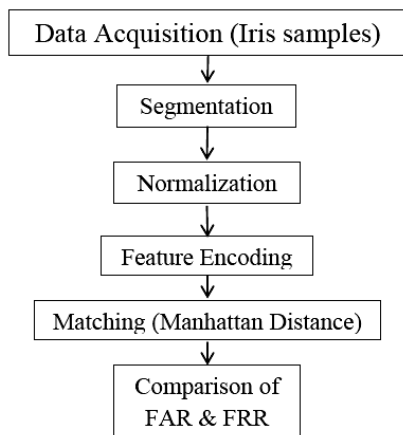 Data Acquisition (Iris samples)
Segmentation
Normalization
Feature Encoding
Matching (Manhattan Distance)
Comparison of
FAR & FRR